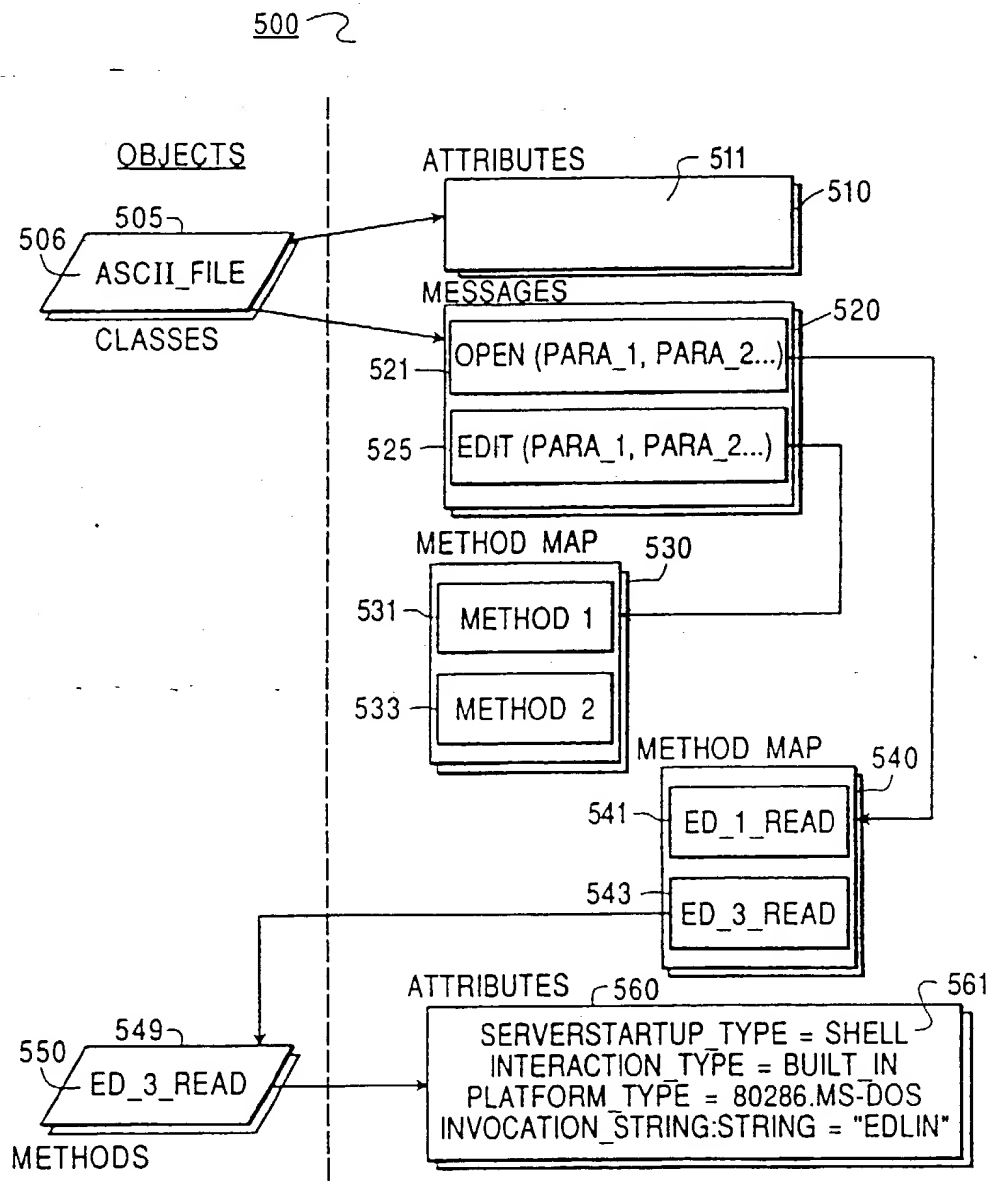 500
OBJECTS
ATTRIBUTES
511
510
505
506
ASCII_FILE
CLASSES
MESSAGES
520
521
OPEN (PARA_1, PARA_2...)
525
EDIT (PARA_1, PARA_2...)
METHOD MAP
530
531
METHOD 1
533
METHOD 2
METHOD MAP
540
541
ED_1_READ
543
ED_3_READ
ATTRIBUTES
560
561
SERVERSTARTUP_TYPE = SHELL
INTERACTION_TYPE = BUILT_IN
PLATFORM_TYPE = 80286.MS-DOS
INVOCATION_STRING:STRING = "EDLIN"
549
550
ED_3_READ
METHODS